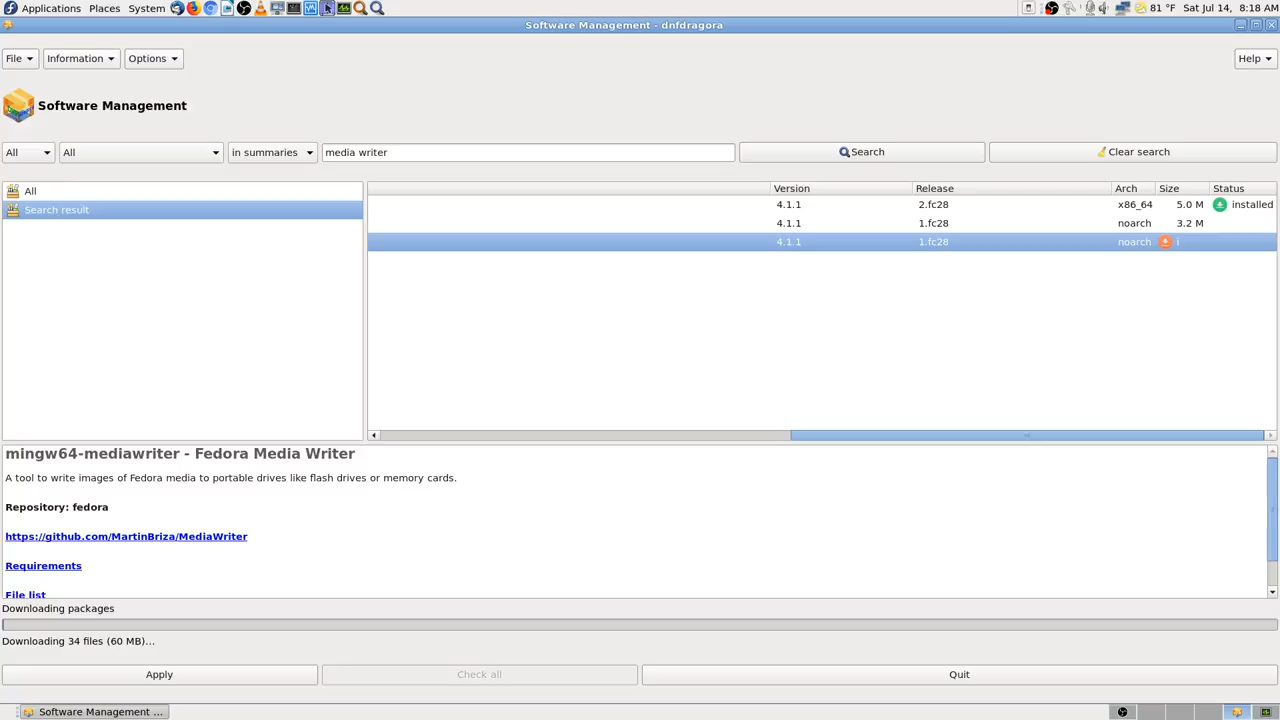 Applications Places System 81 °F Sat Jul 14, 8:18 AM
Software Management - dnfdragora
File Information Options Help
Software Management
All All in summaries media writer Search Clear search
All
Search result
Version Release Arch Size Status
4.1.1 2.fc28 x86_64 5.0 M installed
4.1.1 1.fc28 noarch 3.2 M
4.1.1 1.fc28 noarch i
mingw64-mediawriter - Fedora Media Writer
A tool to write images of Fedora media to portable drives like flash drives or memory cards.
Repository: fedora
https://github.com/MartinBriza/MediaWriter
Requirements
File list
Downloading packages
Downloading 34 files (60 MB)...
Apply Check all Quit
Software Management ...